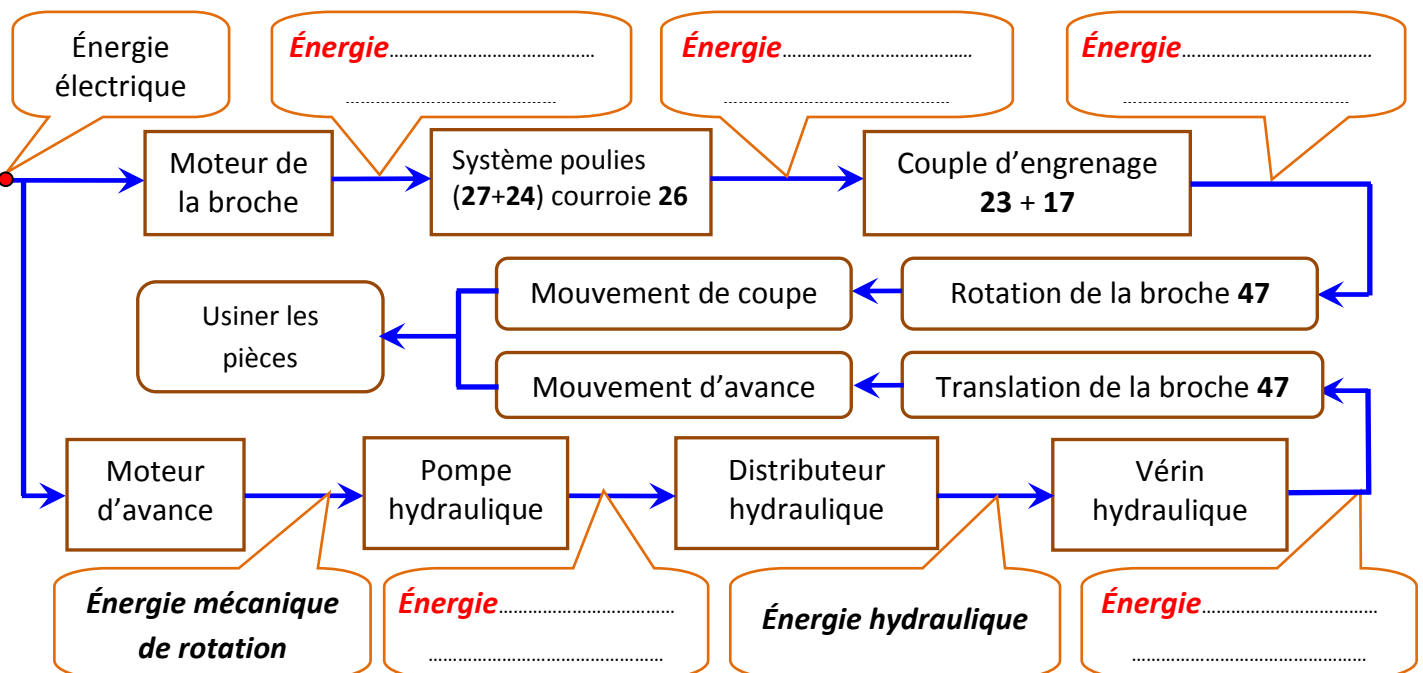 Énergie
électrique
Énergie........................................
..........................................
Énergie........................................
..........................................
Énergie........................................
..........................................
Moteur de
la broche
Système poulies
(27+24) courroie 26
Couple d’engrenage
23 + 17
Usiner les
pièces
Mouvement de coupe
Rotation de la broche 47
Mouvement d’avance
Translation de la broche 47
Moteur
d’avance
Pompe
hydraulique
Distributeur
hydraulique
Vérin
hydraulique
Énergie mécanique
de rotation
Énergie........................................
..........................................
Énergie hydraulique
Énergie........................................
..........................................